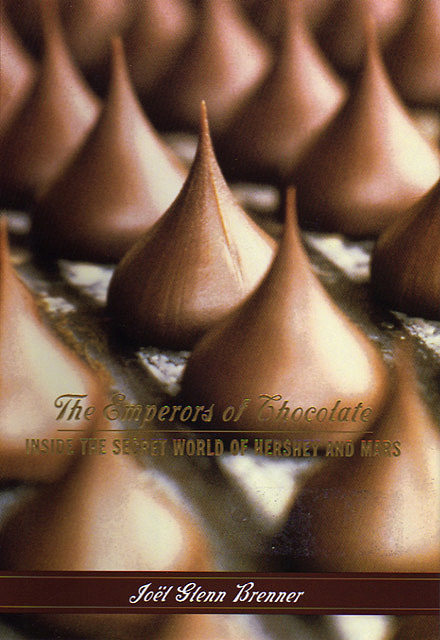 The Emperors of Chocolate
INSIDE THE SECRET WORLD OF HERSHEY AND MARS
Joël Glenn Brenner